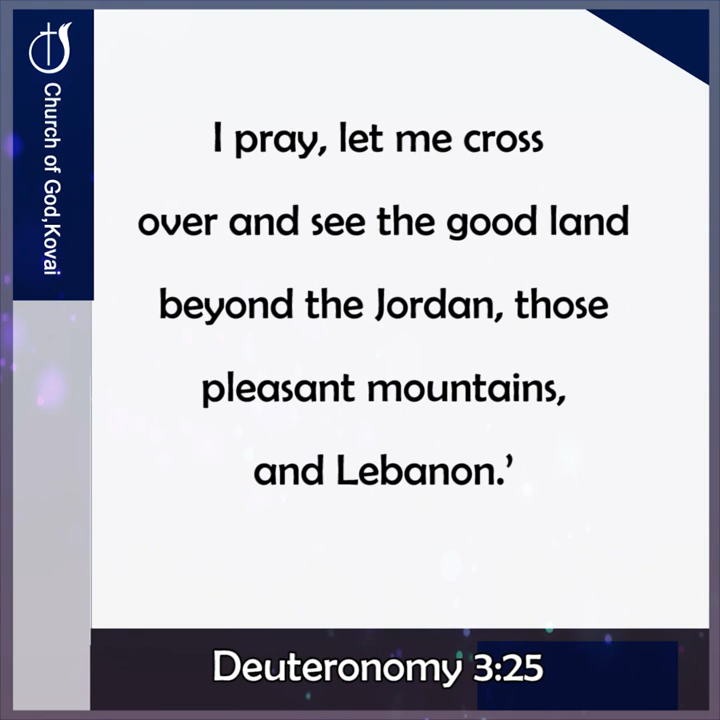 Church of God,Kovai
I pray, let me cross
over and see the good land
beyond the Jordan, those
pleasant mountains,
and Lebanon.’
Deuteronomy 3:25